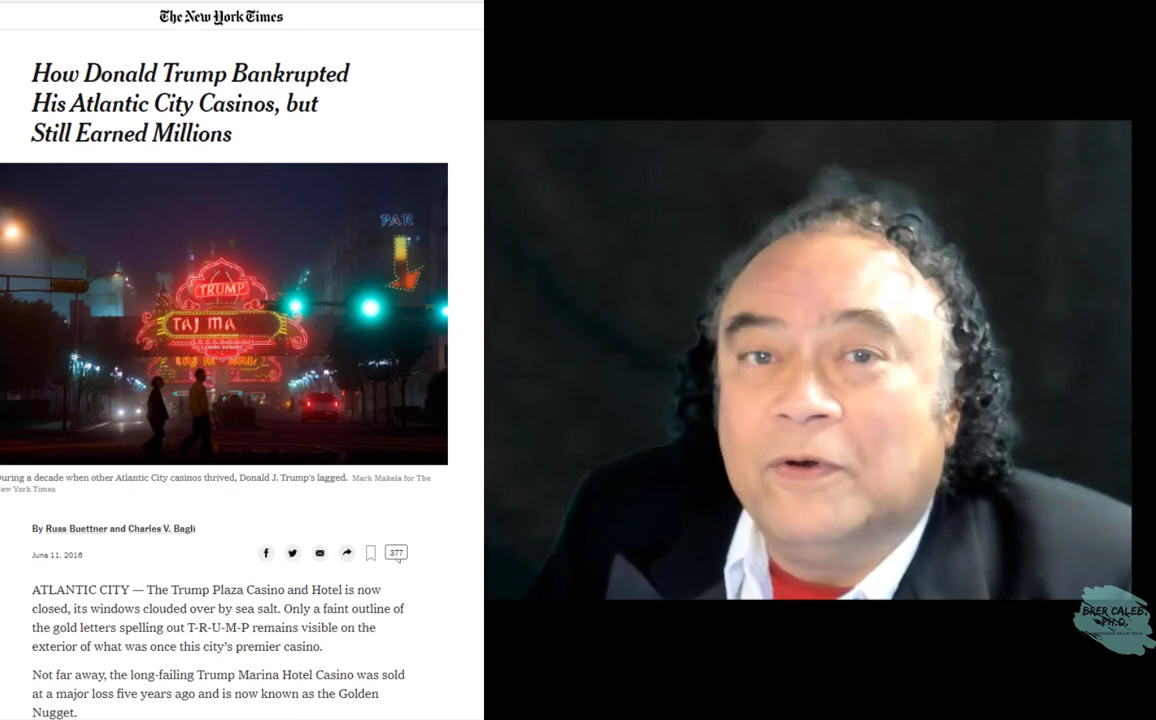 The New York Times
How Donald Trump Bankrupted
His Atlantic City Casinos, but
Still Earned Millions
PAR
TRUMP
TAJ MA
CASINO RESORT
uring a decade when other Atlantic City casinos thrived, Donald J. Trump's lagged. Mark Makela for The
ew York Times
By Russ Buettner and Charles V. Bagli
June 11, 2016
377
ATLANTIC CITY — The Trump Plaza Casino and Hotel is now
closed, its windows clouded over by sea salt. Only a faint outline of
the gold letters spelling out T-R-U-M-P remains visible on the
exterior of what was once this city's premier casino.
Not far away, the long-failing Trump Marina Hotel Casino was sold
at a major loss five years ago and is now known as the Golden
Nugget.
BRER CALEB,
PH.Q.